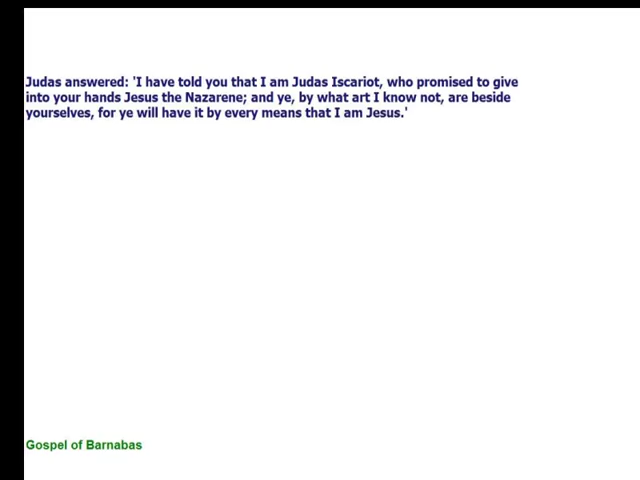 Judas answered: 'I have told you that I am Judas Iscariot, who promised to give
into your hands Jesus the Nazarene; and ye, by what art I know not, are beside
yourselves, for ye will have it by every means that I am Jesus.'
Gospel of Barnabas